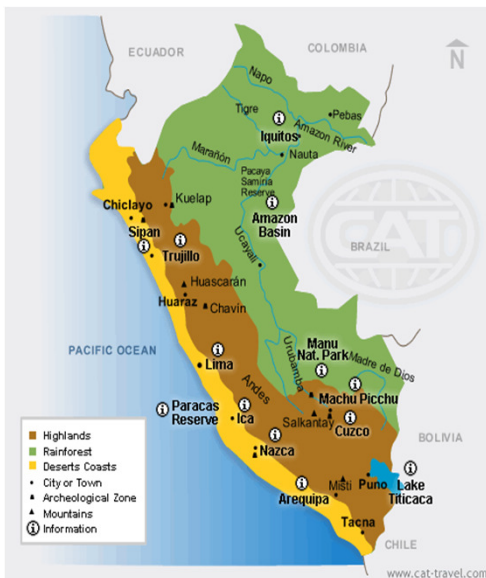 ECUADOR
COLOMBIA
N
Napo
Tigre
Pebas
Iquitos
Amazon River
Marañón
Nauta
Pacaya
Samiria
Reserve
Kuelap
Amazon
Basin
Chiclayo
Sipan
CAT
Trujillo
Ucayali
BRAZIL
Huascarán
Huaraz
Chavín
Manu
Nat. Park
PACIFIC OCEAN
Urubamba
Madre de Dios
Lima
Andes
Machu Picchu
Paracas
Reserve
Ica
Salkantay
Cuzco
Highlands
Rainforest
Deserts Coasts
City or Town
Archeological Zone
Mountains
Information
Nazca
BOLIVIA
Misti
Puno
Lake
Titicaca
Arequipa
Tacna
CHILE
www.cat-travel.com